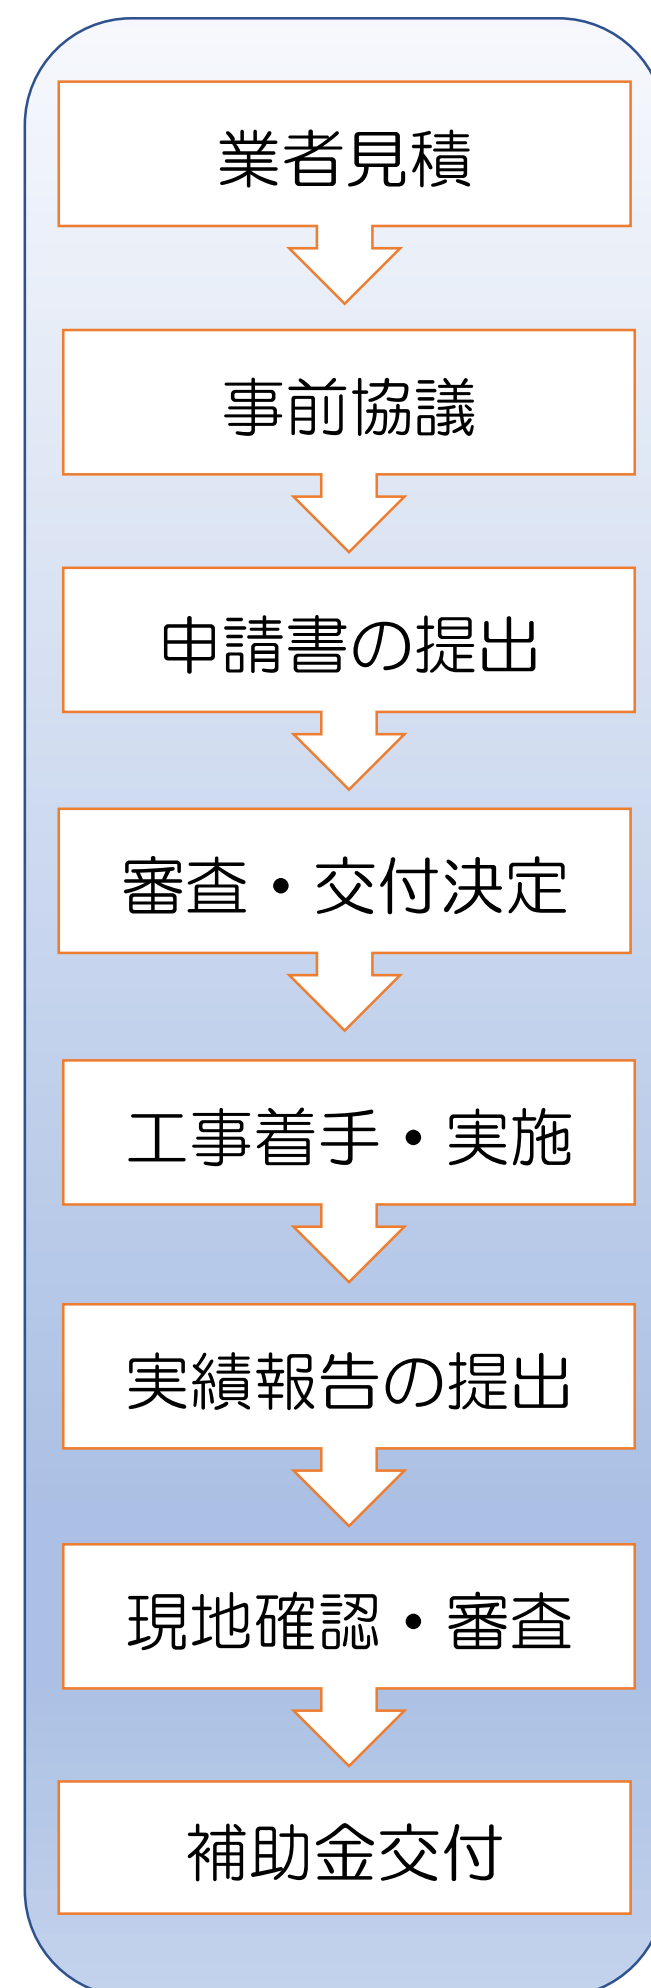 業者見積
事前協議
申請書の提出
審査・交付決定
工事着手・実施
実績報告の提出
現地確認・審査
補助金交付